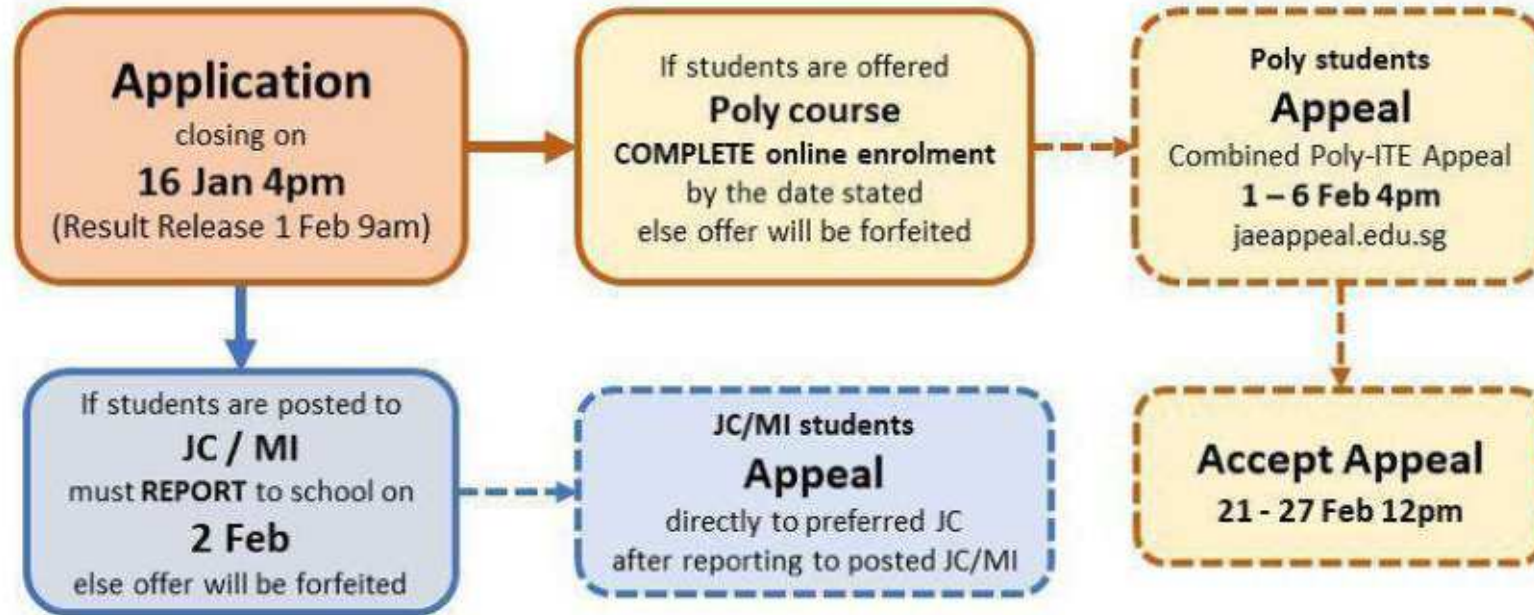 Application
closing on
16 Jan 4pm
(Result Release 1 Feb 9am)
If students are offered
Poly course
COMPLETE online enrolment
by the date stated
else offer will be forfeited
Poly students
Appeal
Combined Poly-ITE Appeal
1 – 6 Feb 4pm
jaeappeal.edu.sg
If students are posted to
JC / MI
must REPORT to school on
2 Feb
else offer will be forfeited
JC/MI students
Appeal
directly to preferred JC
after reporting to posted JC/MI
Accept Appeal
21 - 27 Feb 12pm